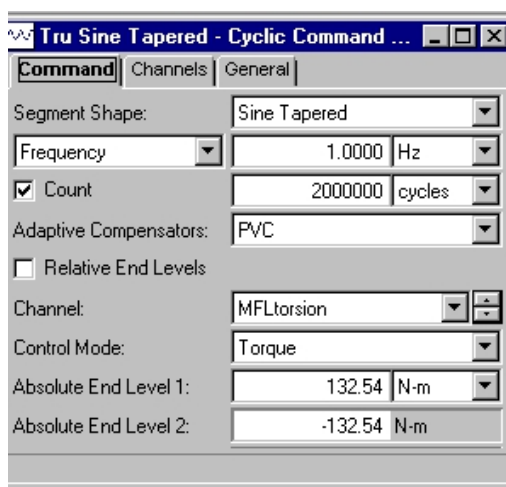 Tru Sine Tapered - Cyclic Command ...
Command Channels General
Segment Shape: Sine Tapered
Frequency 1.0000 Hz
Count 2000000 cycles
Adaptive Compensators: PVC
Relative End Levels
Channel: MFLtorsion
Control Mode: Torque
Absolute End Level 1: 132.54 N-m
Absolute End Level 2: -132.54 N-m